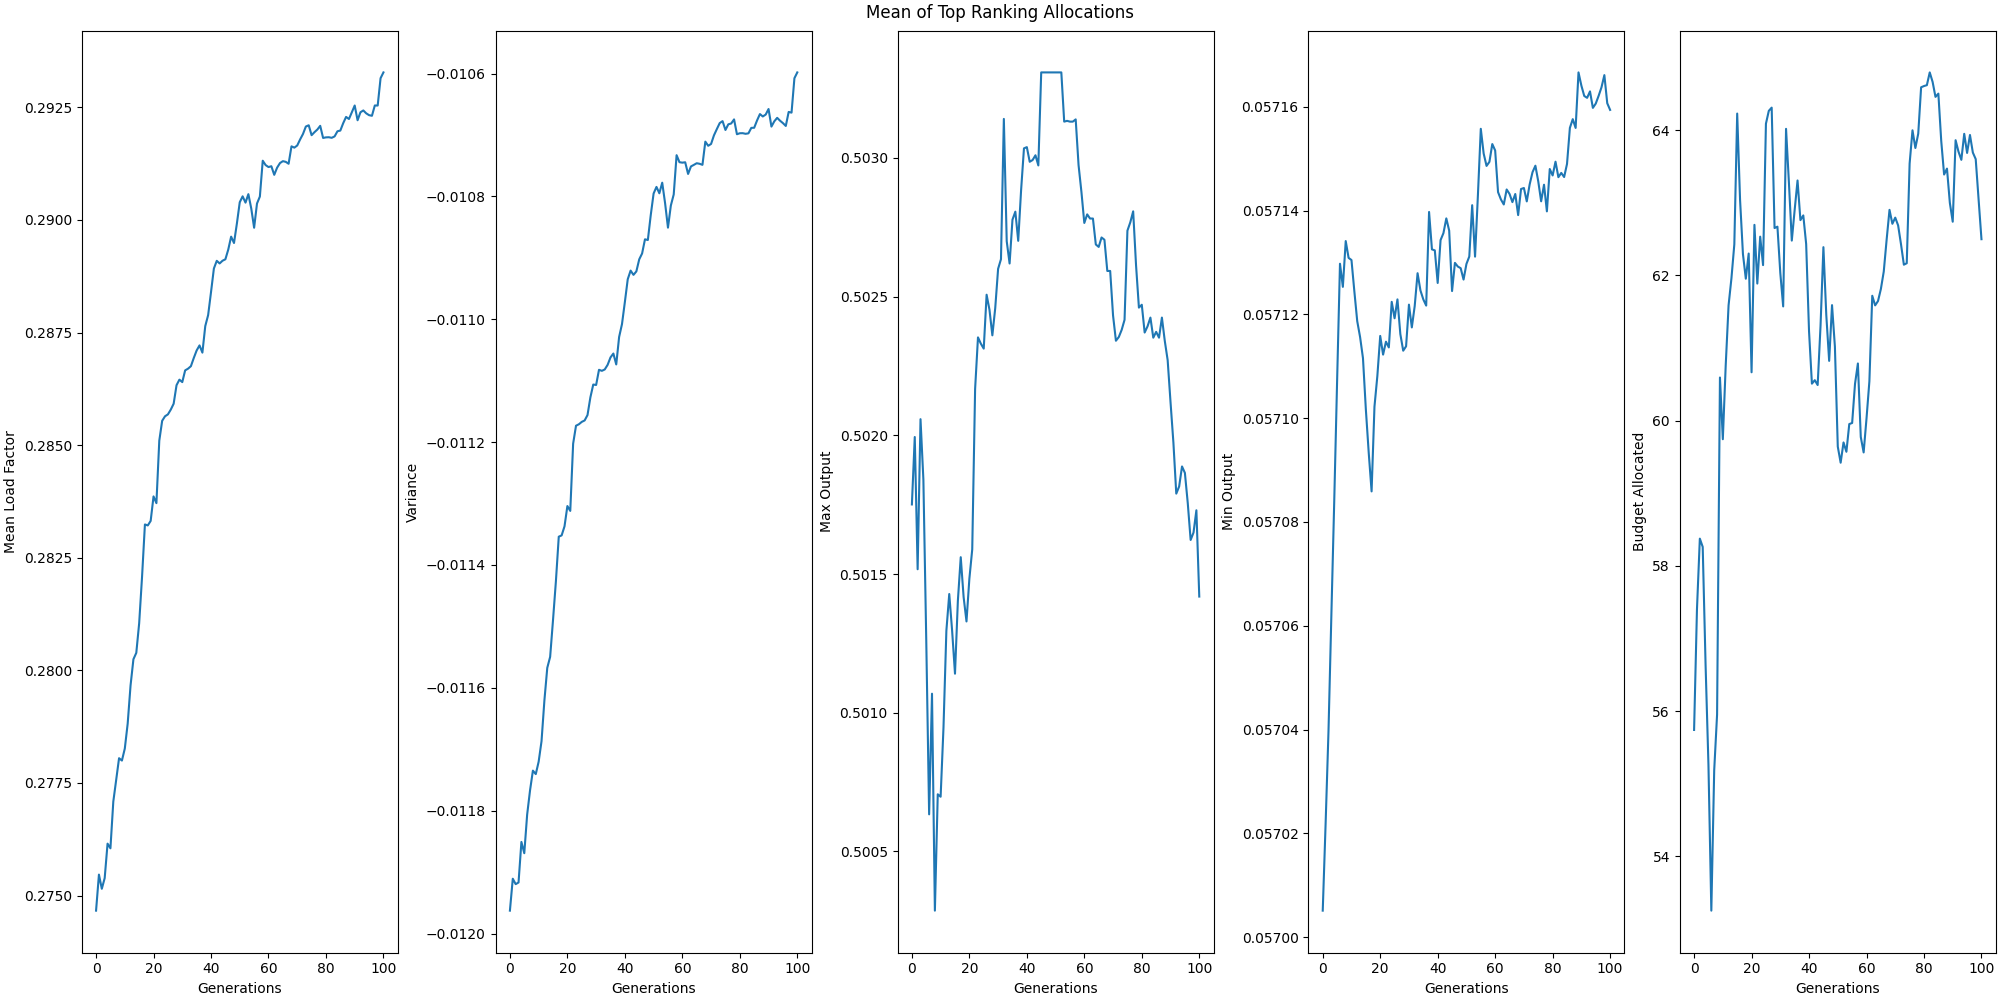 Mean of Top Ranking Allocations
Mean Load Factor
0.2925
0.2900
0.2875
0.2850
0.2825
0.2800
0.2775
0.2750
0 20 40 60 80 100
Generations
Variance
−0.0106
−0.0108
−0.0110
−0.0112
−0.0114
−0.0116
−0.0118
−0.0120
0 20 40 60 80 100
Generations
Max Output
0.5030
0.5025
0.5020
0.5015
0.5010
0.5005
0 20 40 60 80 100
Generations
Min Output
0.05716
0.05714
0.05712
0.05710
0.05708
0.05706
0.05704
0.05702
0.05700
0 20 40 60 80 100
Generations
Budget Allocated
64
62
60
58
56
54
0 20 40 60 80 100
Generations